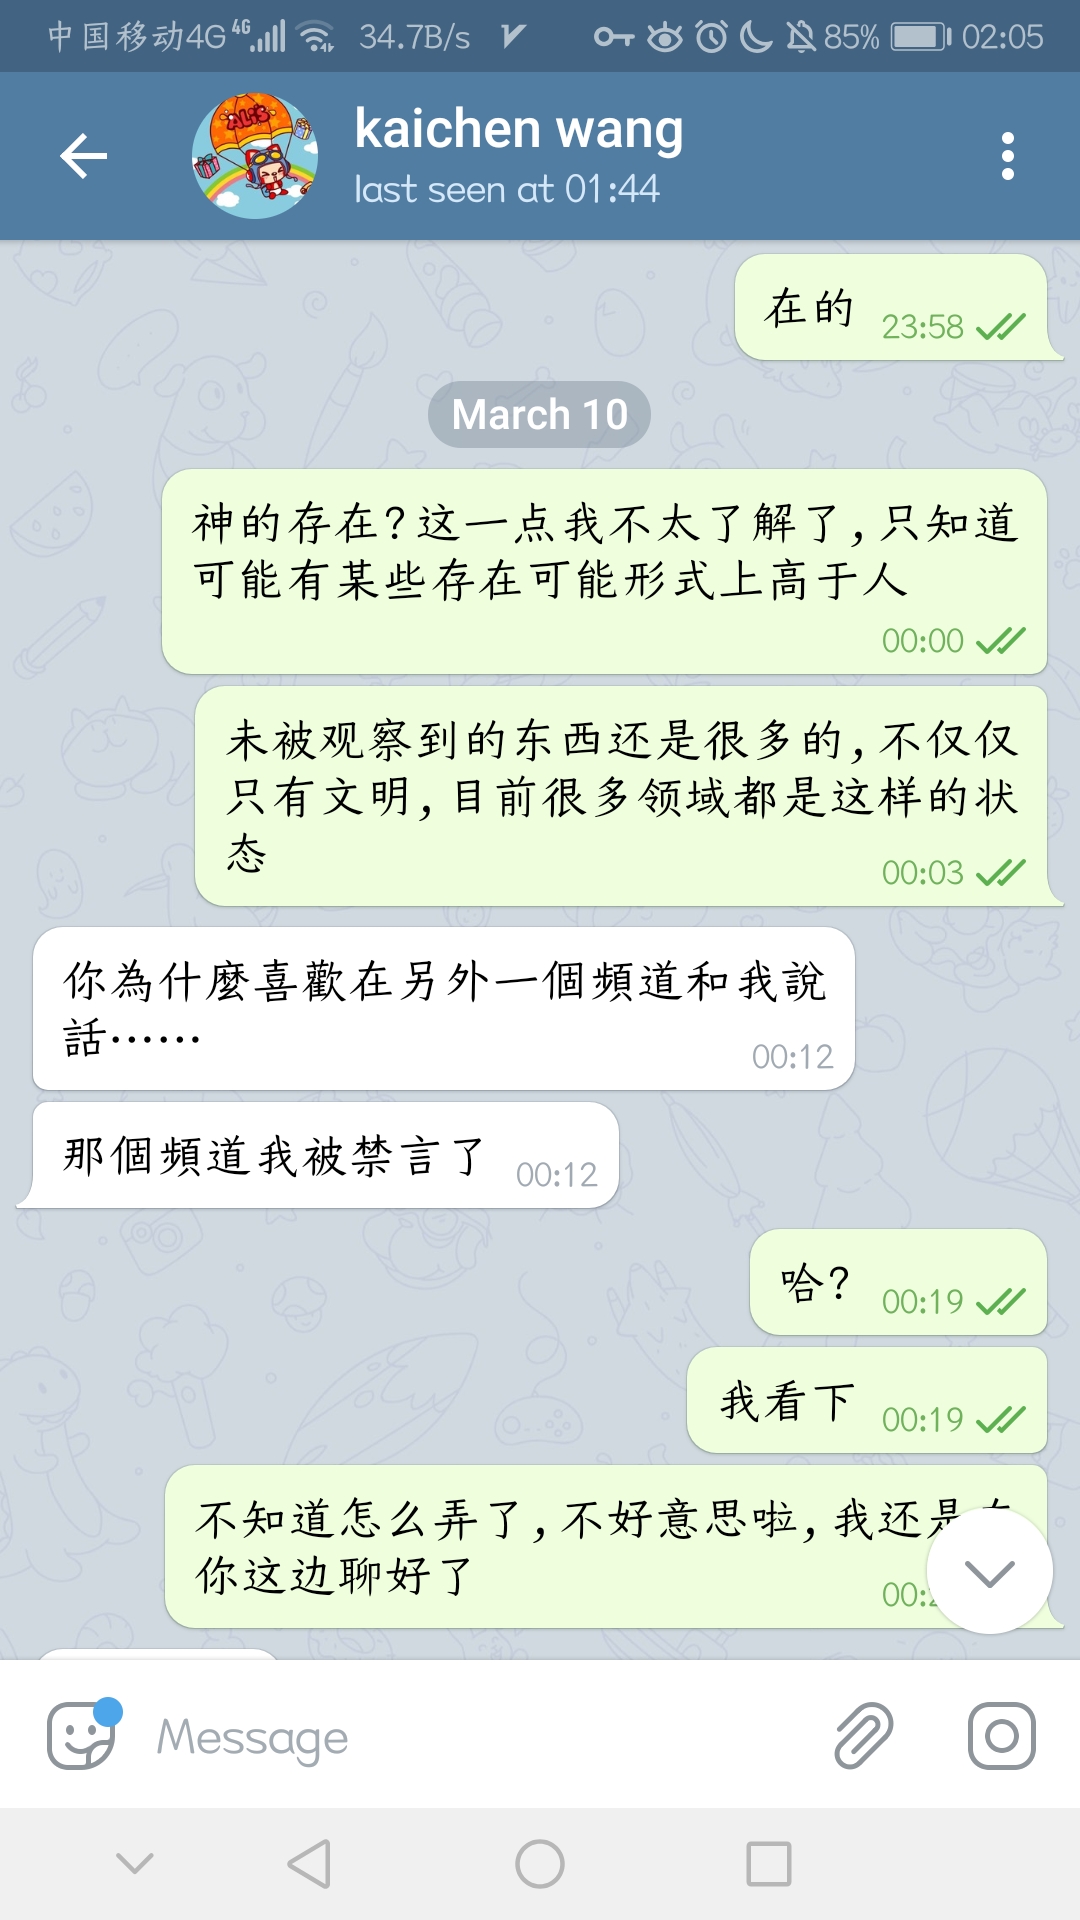 中国移动4G 4G 34.7B/s 85% 02:05
ALI'S
kaichen wang
last seen at 01:44
在的 23:58
March 10
神的存在?这一点我不太了解了,只知道
可能有某些存在可能形式上高于人
00:00
未被观察到的东西还是很多的,不仅仅
只有文明,目前很多领域都是这样的状
态
00:03
你為什麼喜歡在另外一個頻道和我說
話……
00:12
那個頻道我被禁言了 00:12
哈? 00:19
我看下 00:19
不知道怎么弄了,不好意思啦,我还是
你这边聊好了
00:
Message